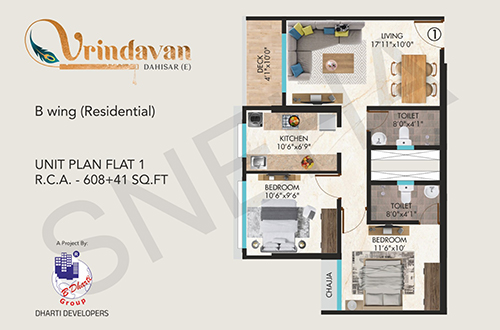 Vrindavan
DAHISAR (E)
B wing (Residential)
UNIT PLAN FLAT 1
R.C.A. - 608+41 SQ.FT
A Project By:
B Dharti
Group
DHARTI DEVELOPERS
DECK
4'1"x10'0"
LIVING
17'11"x10'0"
1
KITCHEN
10'6"x6'9"
TOILET
8'0"x4'1"
BEDROOM
10'6"x9'6"
TOILET
8'0"x4'1"
BEDROOM
11'6"x10'
CHAJJA